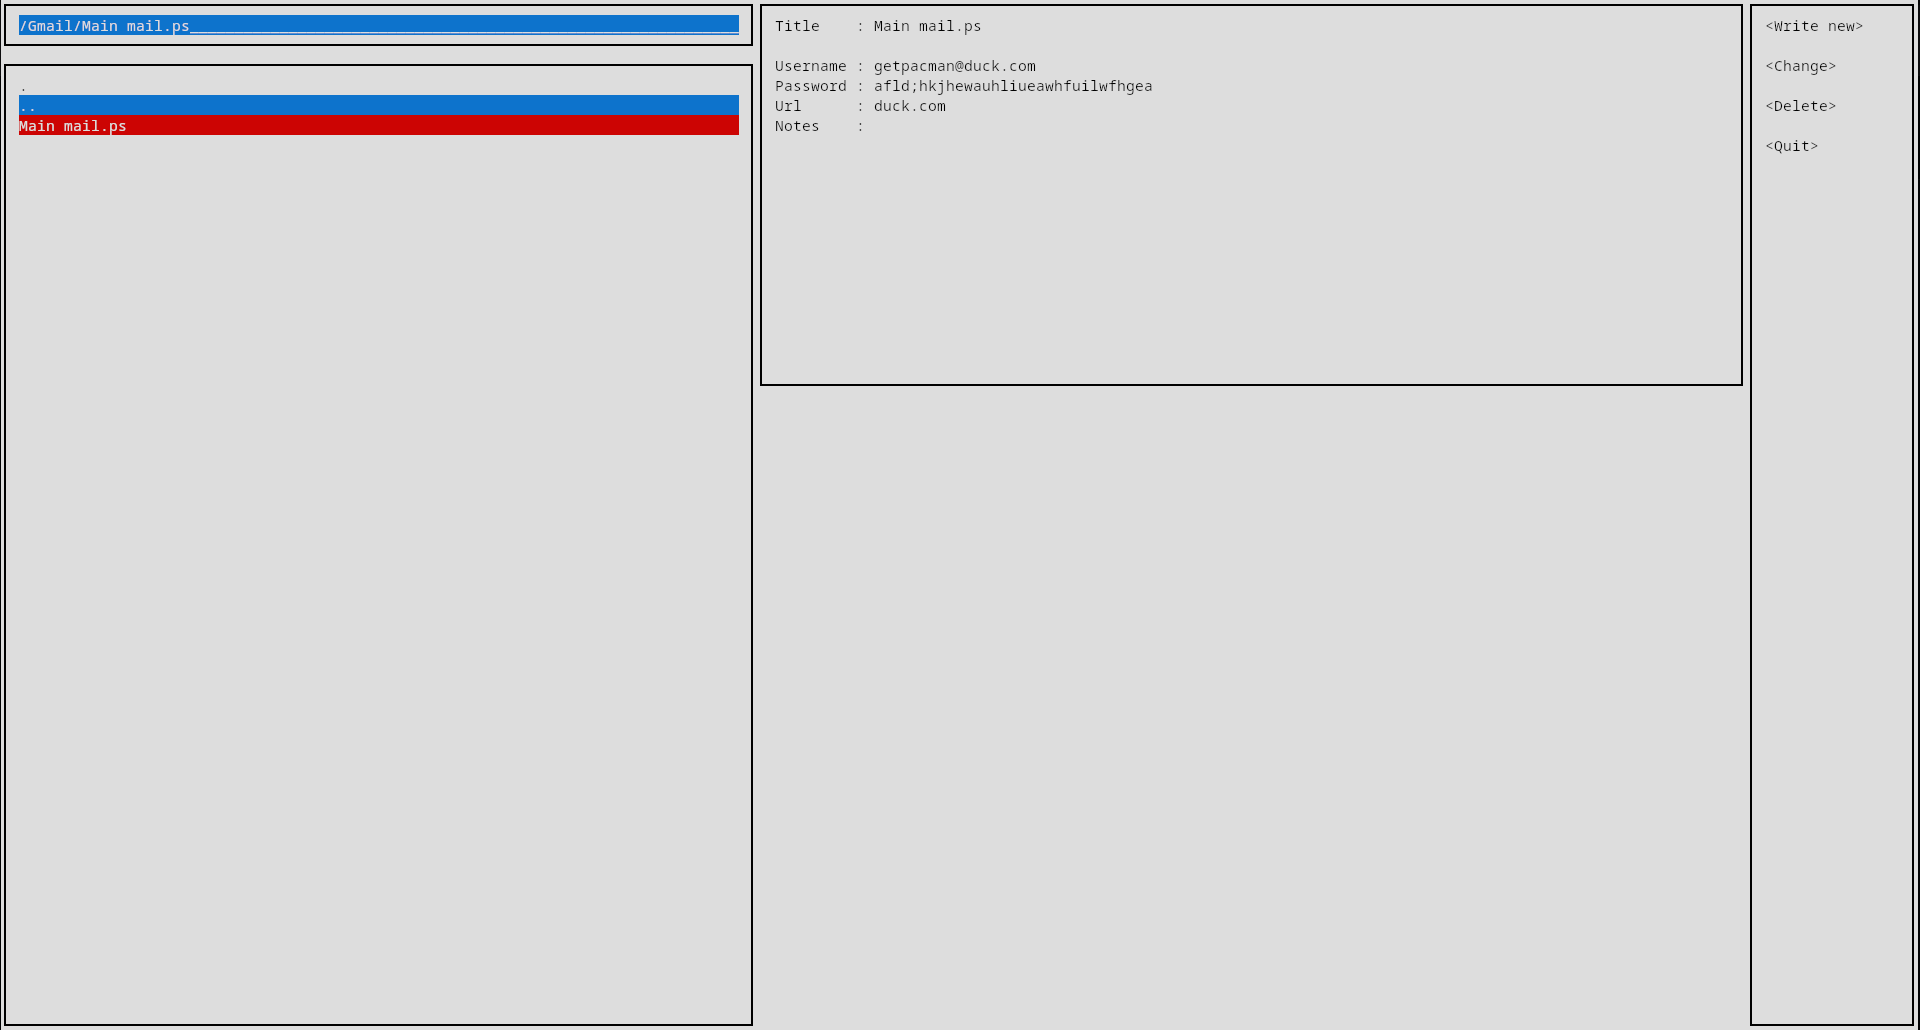 /Gmail/Main mail.ps
.
..
Main mail.ps
Title    : Main mail.ps
Username : getpacman@duck.com
Password : afld;hkjhewauhliueawhfuilwfhgea
Url      : duck.com
Notes    :
<Write new>
<Change>
<Delete>
<Quit>